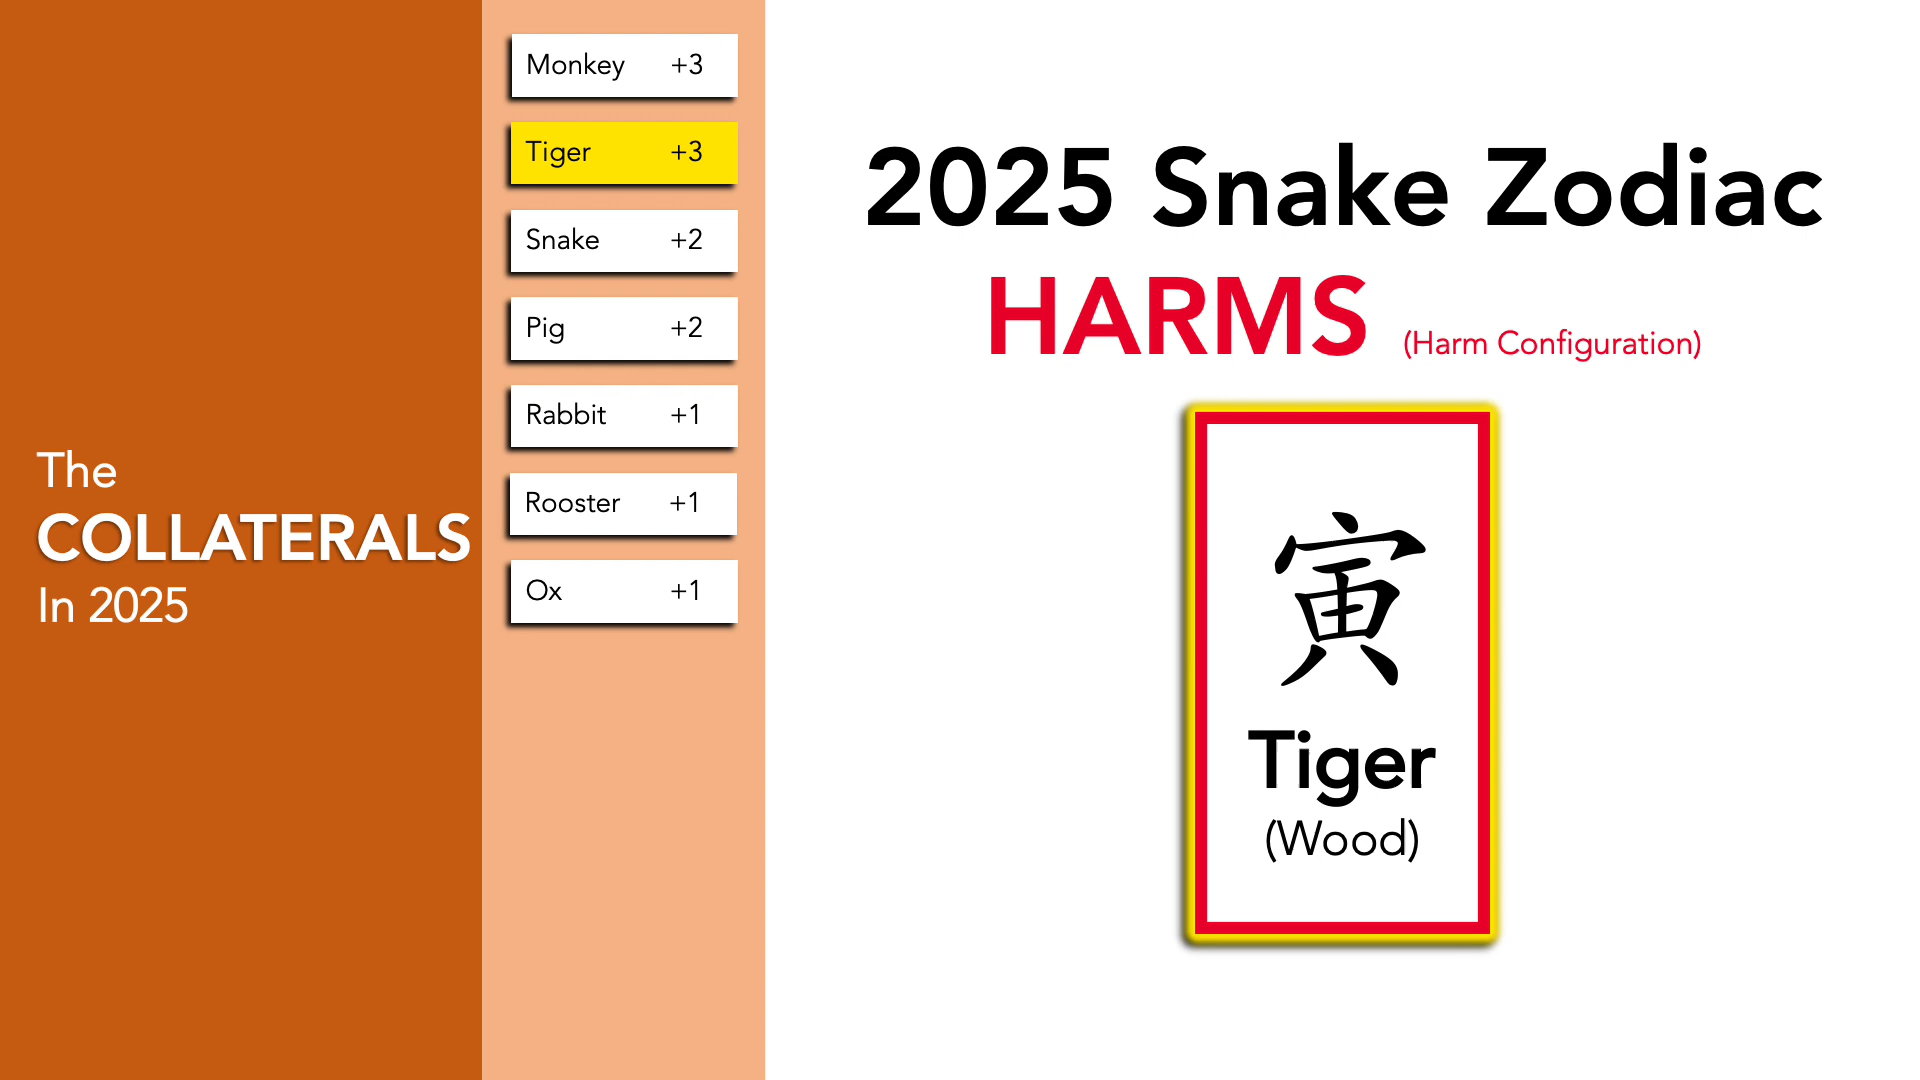 The
COLLATERALS
In 2025
Monkey +3
Tiger +3
Snake +2
Pig +2
Rabbit +1
Rooster +1
Ox +1
2025 Snake Zodiac
HARMS (Harm Configuration)
寅
Tiger
(Wood)